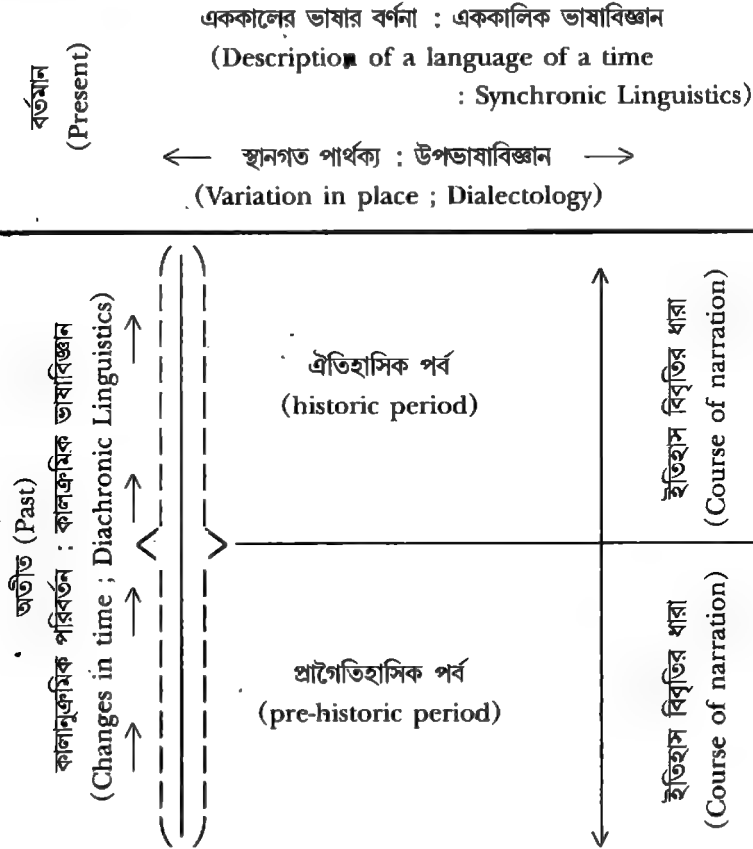 এককালের ভাষার বর্ণনা : এককালিক ভাষাবিজ্ঞান
(Description of a language of a time
: Synchronic Linguistics)
বর্তমান
(Present)
← স্থানগত পার্থক্য : উপভাষাবিজ্ঞান →
(Variation in place ; Dialectology)
অতীত (Past)
কালানুক্রমিক পরিবর্তন : কালক্রমিক ভাষাবিজ্ঞান
(Changes in time ; Diachronic Linguistics)
ঐতিহাসিক পর্ব
(historic period)
ইতিহাস বিবৃতির ধারা
(Course of narration)
প্রাগৈতিহাসিক পর্ব
(pre-historic period)
ইতিহাস বিবৃতির ধারা
(Course of narration)